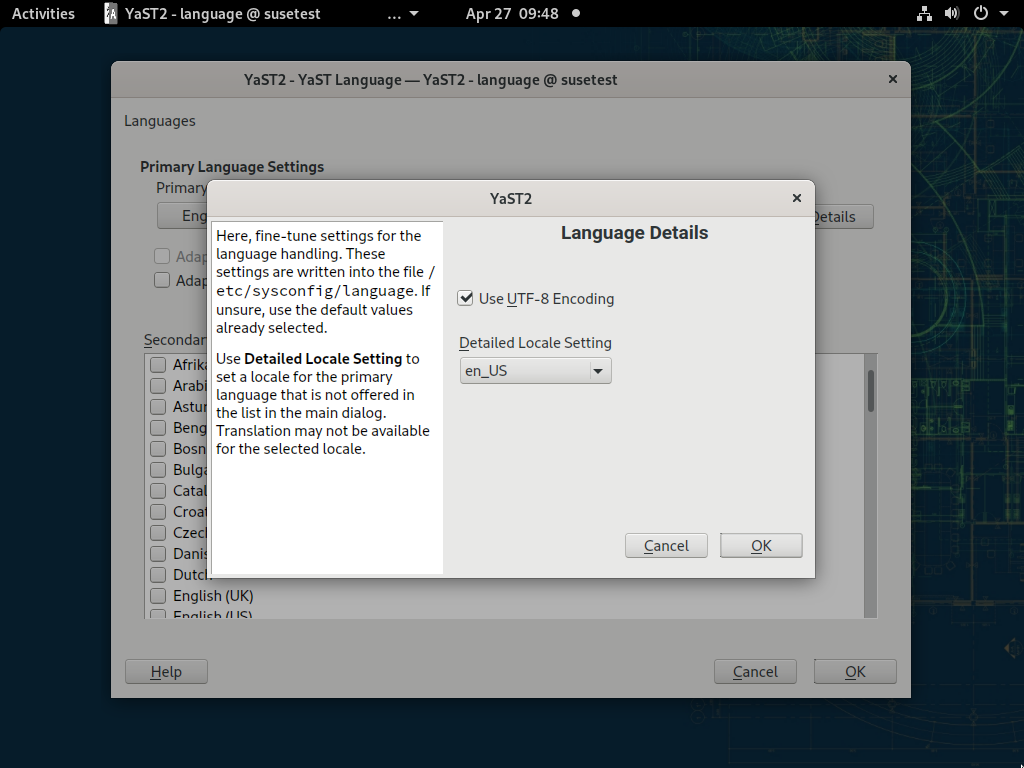 Activities
YaST2 - language @ susetest
...
Apr 27 09:48
YaST2 - YaST Language — YaST2 - language @ susetest
Languages
Primary Language Settings
Primary
Eng
Details
Adap
Adap
Secondar
Afrika
Arabi
Astur
Beng
Bosn
Bulga
Catal
Croat
Czech
Danis
Dutch
English (UK)
English (US)
Help
Cancel
OK
YaST2
Here, fine-tune settings for the
language handling. These
settings are written into the file /
etc/sysconfig/language. If
unsure, use the default values
already selected.
Use Detailed Locale Setting to
set a locale for the primary
language that is not offered in
the list in the main dialog.
Translation may not be available
for the selected locale.
Language Details
Use UTF-8 Encoding
Detailed Locale Setting
en_US
Cancel
OK